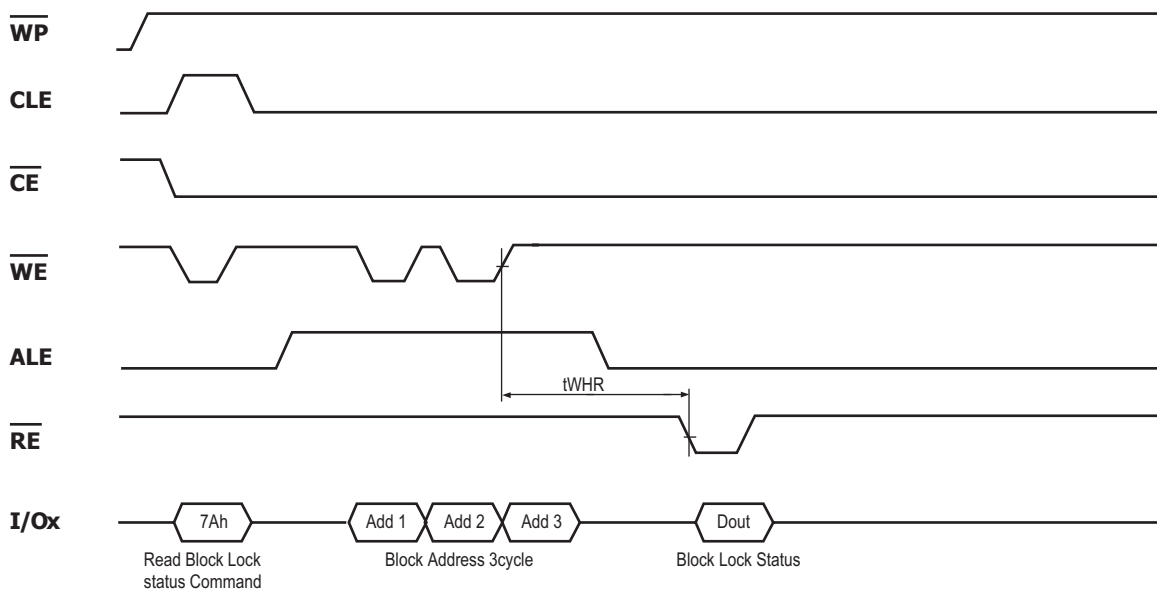 WP
CLE
CE
WE
ALE
tWHR
RE
I/Ox
7Ah
Add 1
Add 2
Add 3
Dout
Read Block Lock
status Command
Block Address 3cycle
Block Lock Status